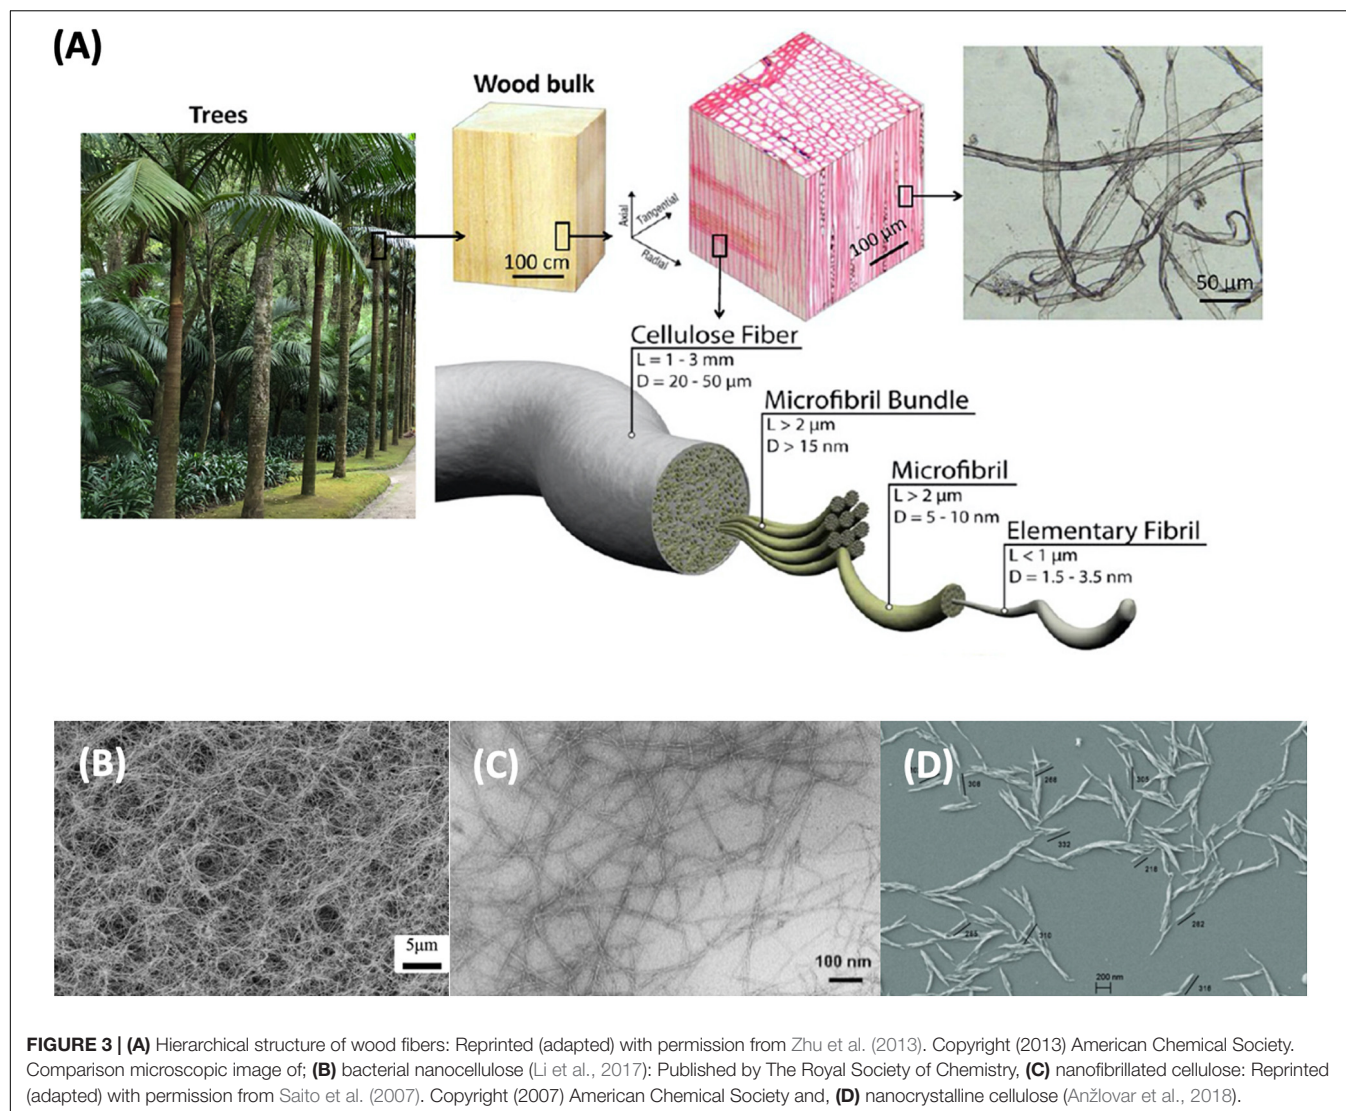 (A)
Trees
Wood bulk
100 cm
Axial
Tangential
Radial
100 µm
50 µm
Cellulose Fiber
L = 1 - 3 mm
D = 20 - 50 µm
Microfibril Bundle
L > 2 µm
D > 15 nm
Microfibril
L > 2 µm
D = 5 - 10 nm
Elementary Fibril
L < 1 µm
D = 1.5 - 3.5 nm
(B)
5µm
(C)
100 nm
(D)
308
268
305
332
218
262
310
316
200 nm
FIGURE 3 | (A) Hierarchical structure of wood fibers: Reprinted (adapted) with permission from Zhu et al. (2013). Copyright (2013) American Chemical Society.
Comparison microscopic image of; (B) bacterial nanocellulose (Li et al., 2017): Published by The Royal Society of Chemistry, (C) nanofibrillated cellulose: Reprinted
(adapted) with permission from Saito et al. (2007). Copyright (2007) American Chemical Society and, (D) nanocrystalline cellulose (Anžlovar et al., 2018).